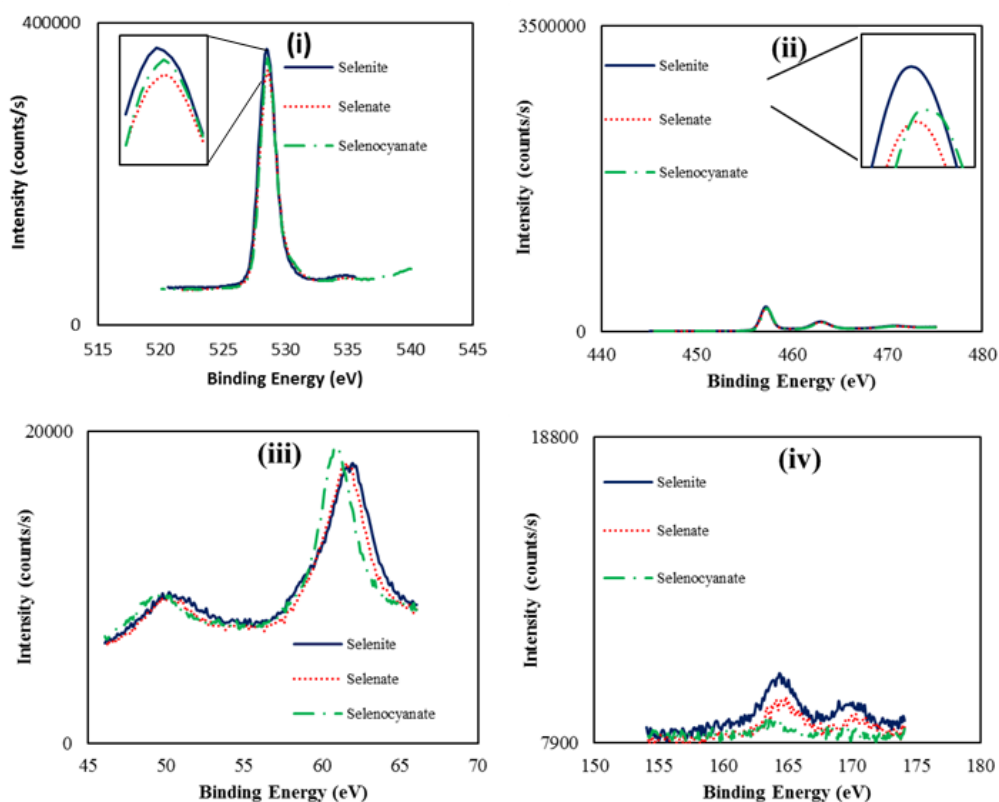 400000
(i)
Selenite
Selenate
Selenocyanate
Intensity (counts/s)
0
515 520 525 530 535 540 545
Binding Energy (eV)
3500000
(ii)
Selenite
Selenate
Selenocyanate
Intensity (counts/s)
0
440 450 460 470 480
Binding Energy (eV)
20000
(iii)
Intensity (counts/s)
Selenite
Selenate
Selenocyanate
0
45 50 55 60 65 70
Binding Energy (eV)
18800
(iv)
Selenite
Selenate
Selenocyanate
Intensity (counts/s)
7900
150 155 160 165 170 175 180
Binding Energy (eV)